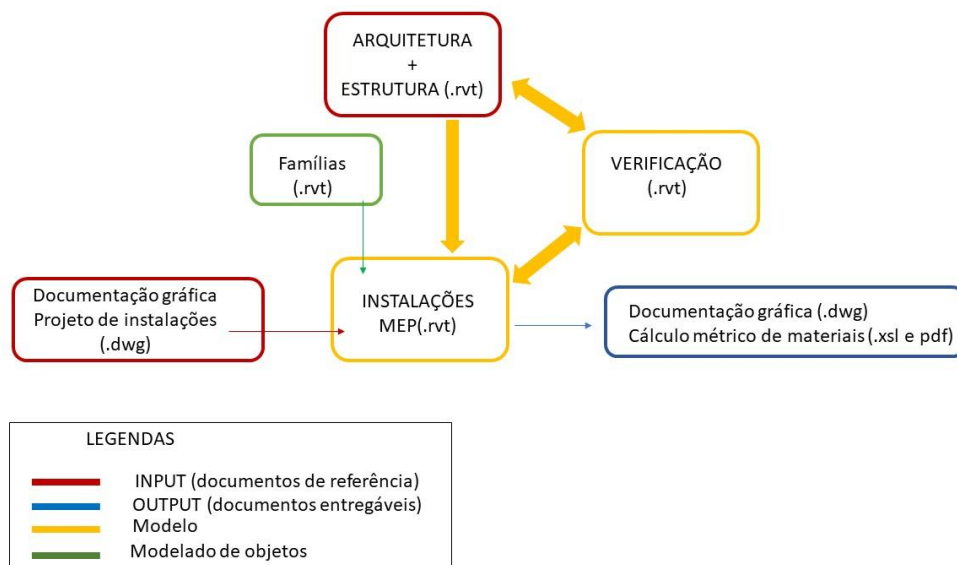 ARQUITETURA
+
ESTRUTURA (.rvt)
Famílias
(.rvt)
VERIFICAÇÃO
(.rvt)
Documentação gráfica
Projeto de instalações
(.dwg)
INSTALAÇÕES
MEP(.rvt)
Documentação gráfica (.dwg)
Cálculo métrico de materiais (.xsl e pdf)
LEGENDAS
INPUT (documentos de referência)
OUTPUT (documentos entregáveis)
Modelo
Modelado de objetos